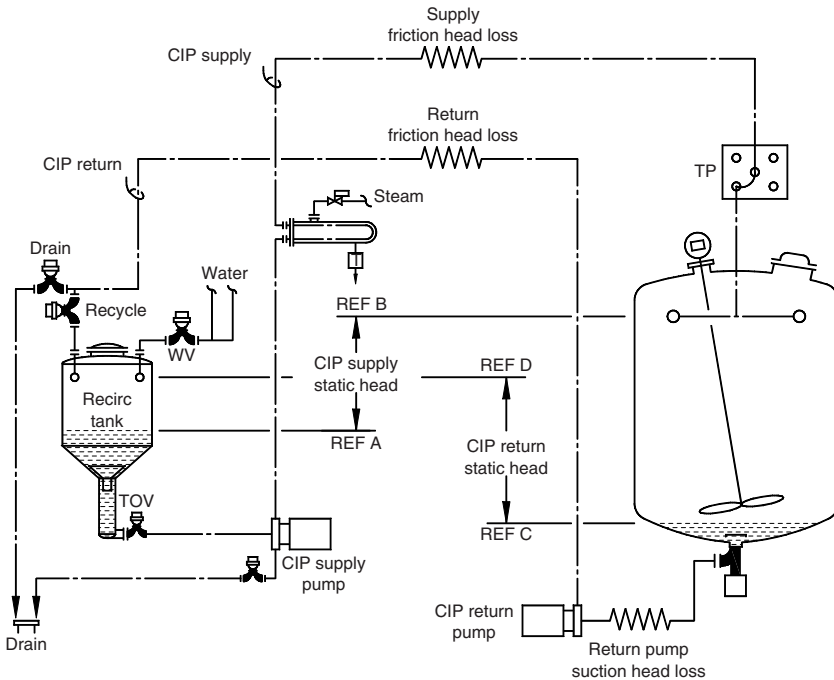 Supply
friction head loss
CIP supply
Return
friction head loss
CIP return
TP
Steam
Drain
Water
Recycle
REF B
WV
CIP supply
static head
REF D
Recirc
tank
REF A
CIP return
static head
TOV
REF C
CIP supply
pump
CIP return
pump
Drain
Return pump
suction head loss